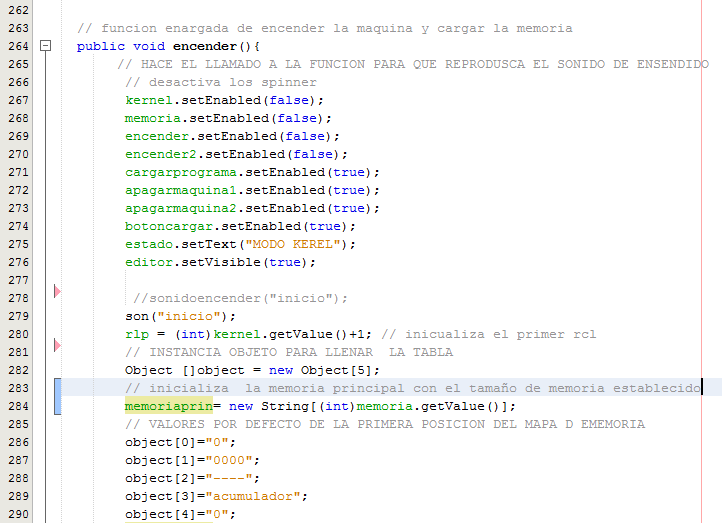 262
263 // funcion enargada de encender la maquina y cargar la memoria
264 public void encender(){
265 // HACE EL LLAMADO A LA FUNCION PARA QUE REPRODUSCA EL SONIDO DE ENSENDIDO
266 // desactiva los spinner
267 kernel.setEnabled(false);
268 memoria.setEnabled(false);
269 encender.setEnabled(false);
270 encender2.setEnabled(false);
271 cargarprograma.setEnabled(true);
272 apagarmaquina1.setEnabled(true);
273 apagarmaquina2.setEnabled(true);
274 botoncargar.setEnabled(true);
275 estado.setText("MODO KEREL");
276 editor.setVisible(true);
277
278 //sonidoencender("inicio");
279 son("inicio");
280 rlp = (int)kernel.getValue()+1; // inicualiza el primer rcl
281 // INSTANCIA OBJETO PARA LLENAR  LA TABLA
282 Object []object = new Object[5];
283 // inicializa  la memoria principal con el tamaño de memoria establecido
284 memoriaprin= new String[(int)memoria.getValue()];
285 // VALORES POR DEFECTO DE LA PRIMERA POSICION DEL MAPA D EMEMORIA
286 object[0]="0";
287 object[1]="0000";
288 object[2]="----";
289 object[3]="acumulador";
290 object[4]="0";